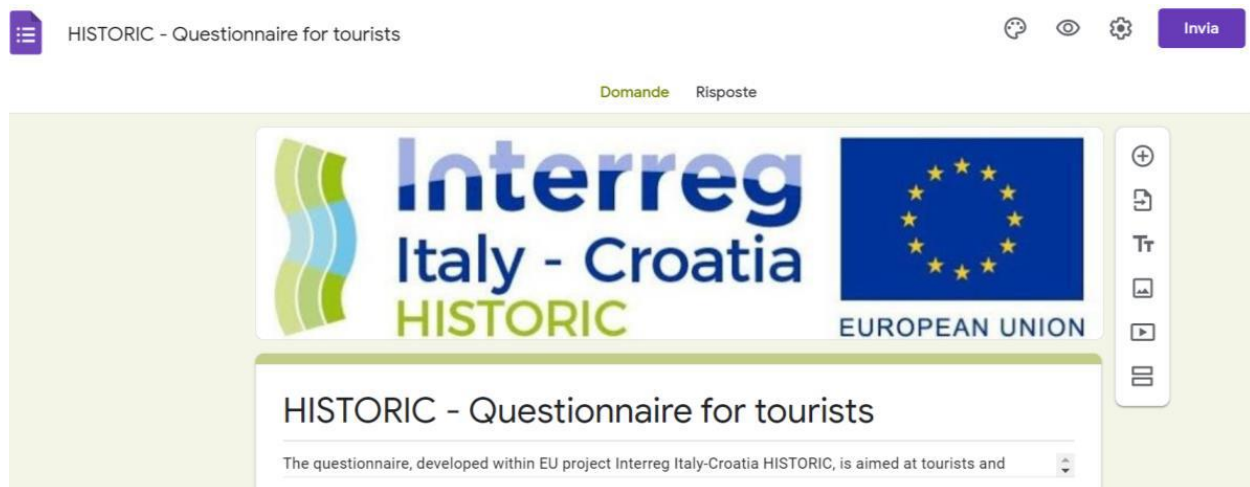 HISTORIC - Questionnaire for tourists
Invia
Domande Risposte
Interreg
Italy - Croatia
HISTORIC
EUROPEAN UNION
HISTORIC - Questionnaire for tourists
The questionnaire, developed within EU project Interreg Italy-Croatia HISTORIC, is aimed at tourists and